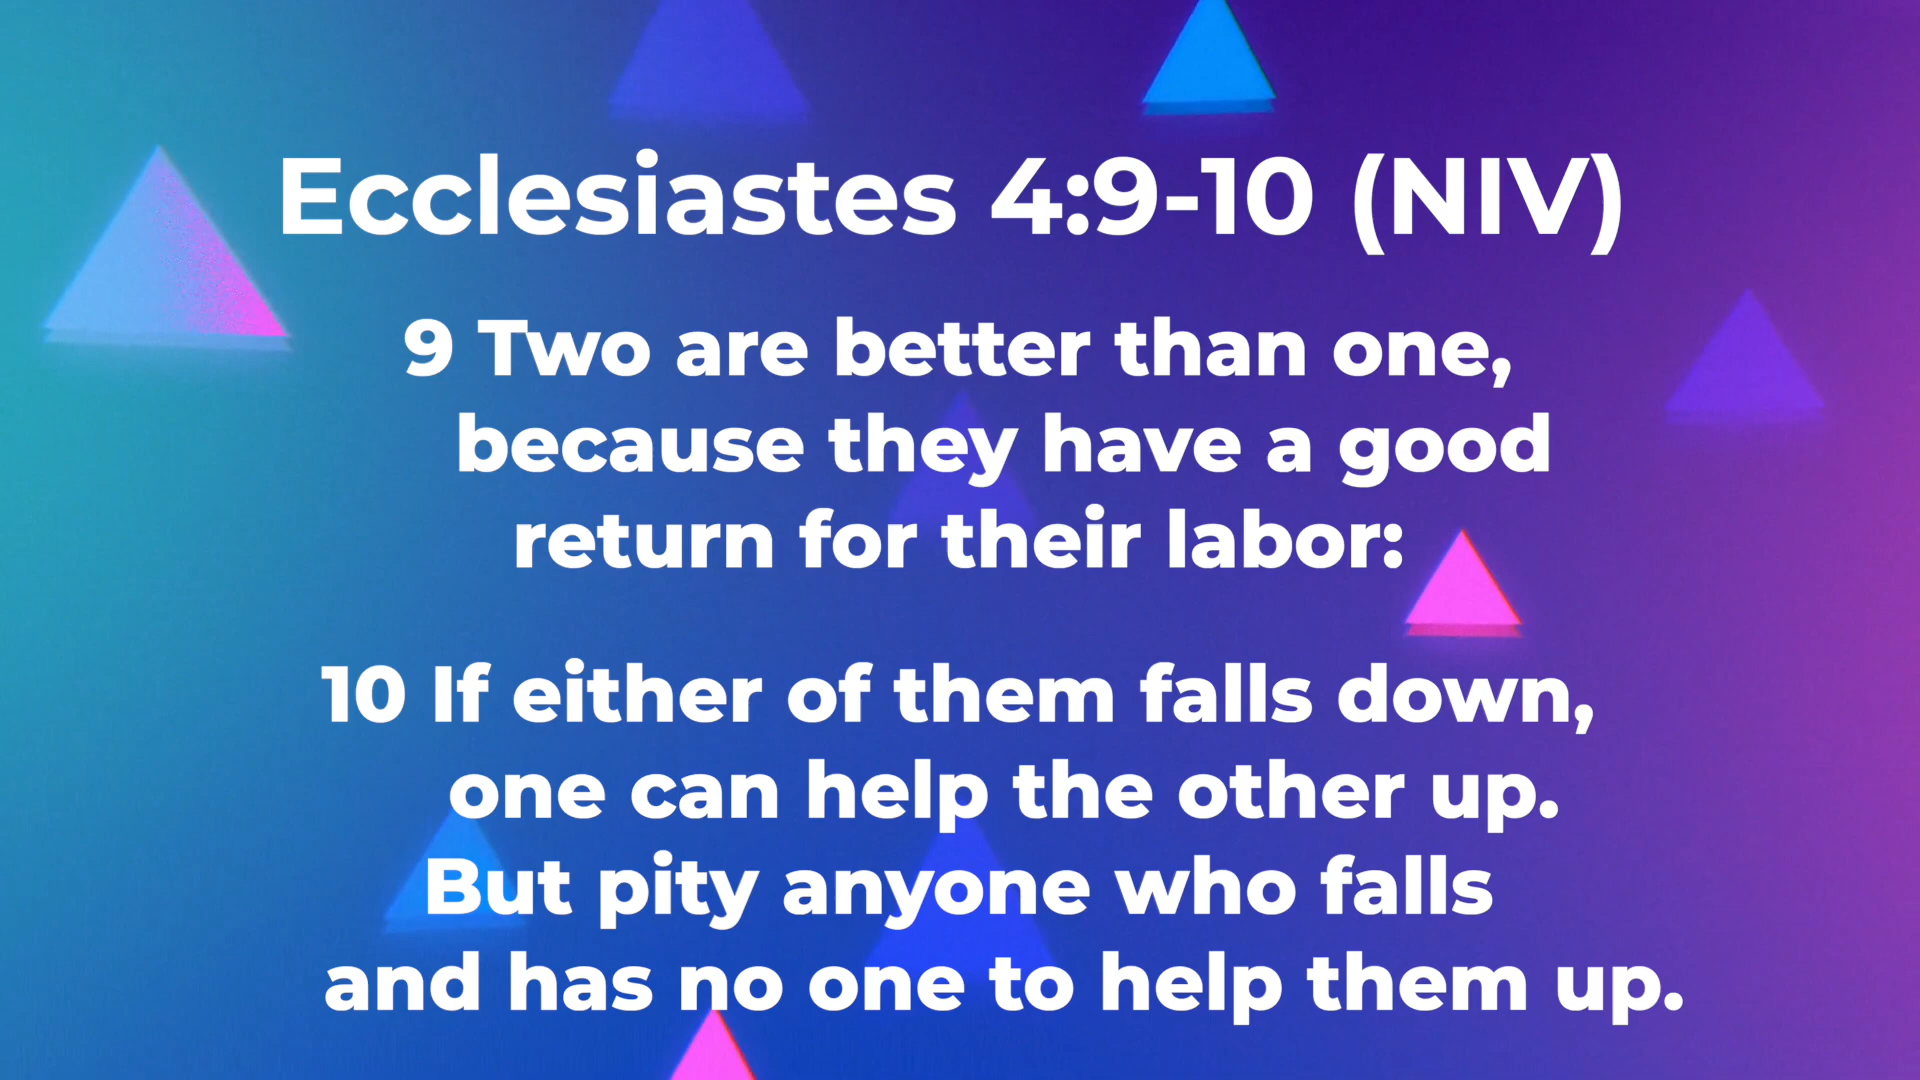 Ecclesiastes 4:9-10 (NIV)
9 Two are better than one,
because they have a good
return for their labor:
10 If either of them falls down,
one can help the other up.
But pity anyone who falls
and has no one to help them up.